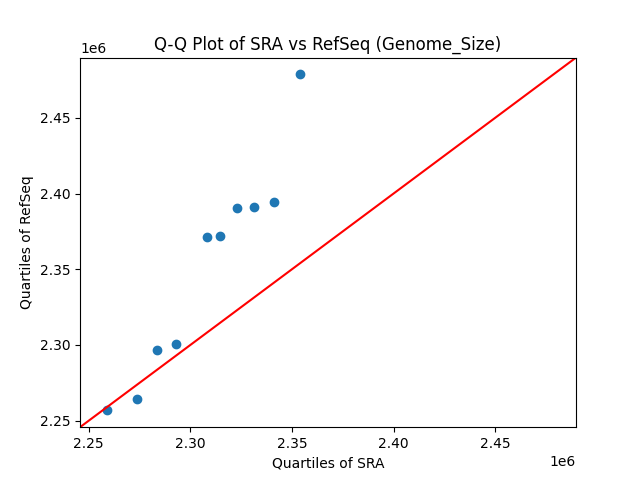 Q-Q Plot of SRA vs RefSeq (Genome_Size)
1e6
2.45
2.40
2.35
2.30
2.25
Quartiles of RefSeq
2.25 2.30 2.35 2.40 2.45
Quartiles of SRA
1e6